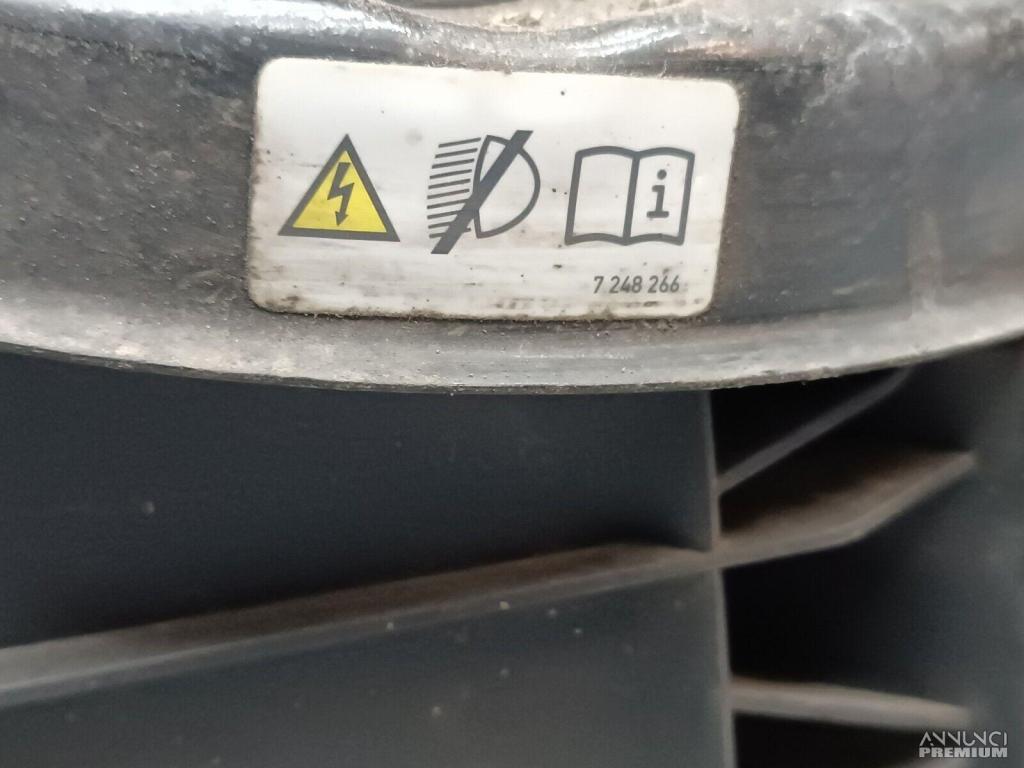 i
7 248 266
ANNUNCI
PREMIUM